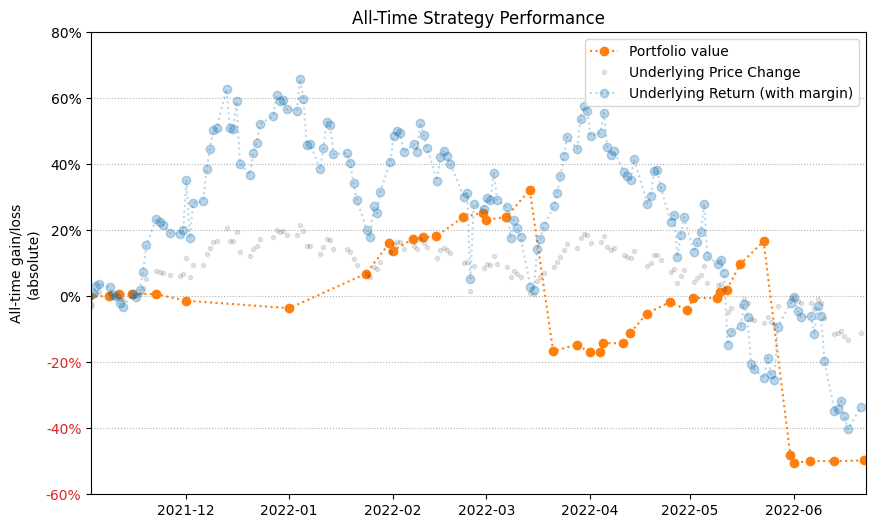 All-Time Strategy Performance
80%
60%
40%
20%
0%
-20%
-40%
-60%
All-time gain/loss
(absolute)
Portfolio value
Underlying Price Change
Underlying Return (with margin)
2021-12
2022-01
2022-02
2022-03
2022-04
2022-05
2022-06